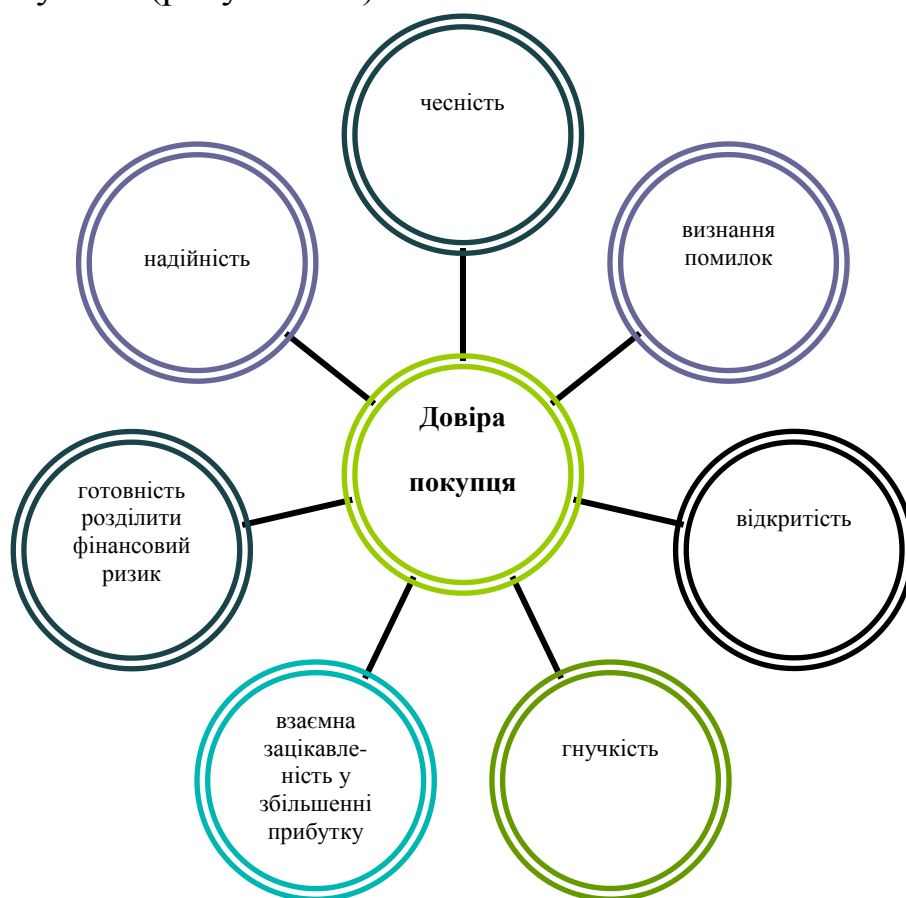 чесність
визнання
помилок
надійність
Довіра
покупця
відкритість
готовність
розділити
фінансовий
ризик
гнучкість
взаємна
зацікавле-
ність у
збільшенні
прибутку